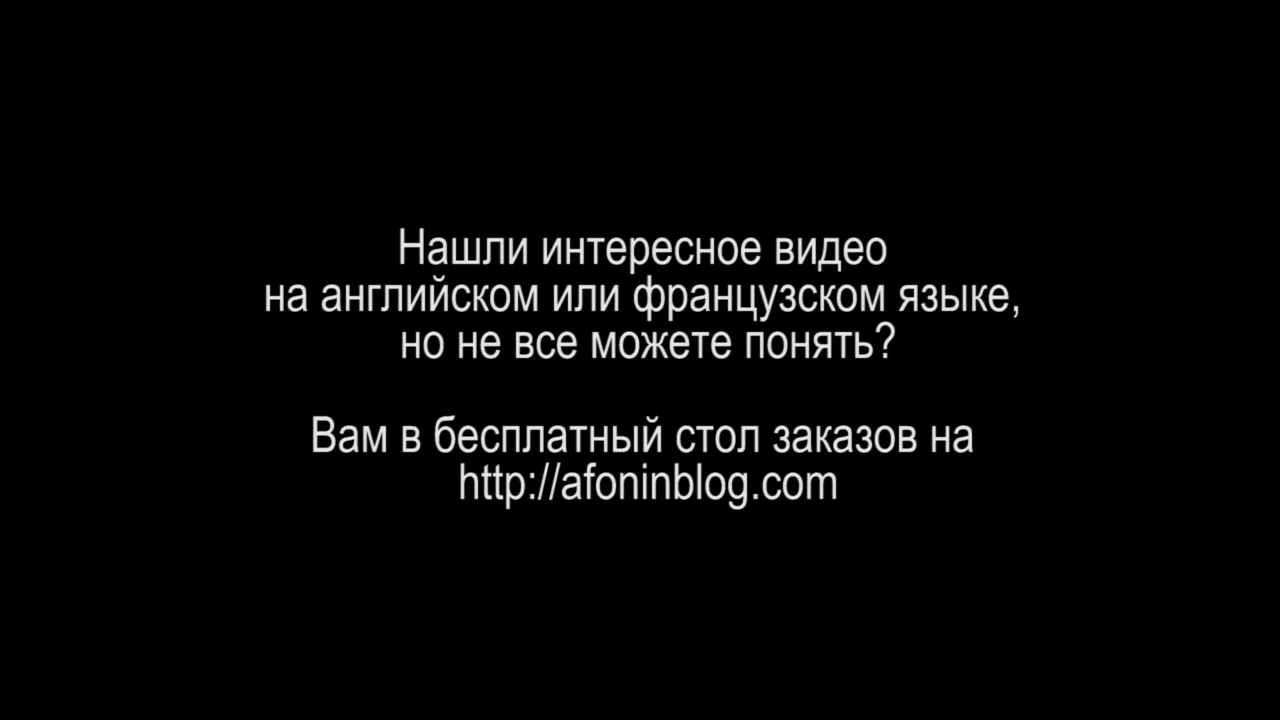 Нашли интересное видео
на английском или французском языке,
но не все можете понять?
Вам в бесплатный стол заказов на
http://afoninblog.com